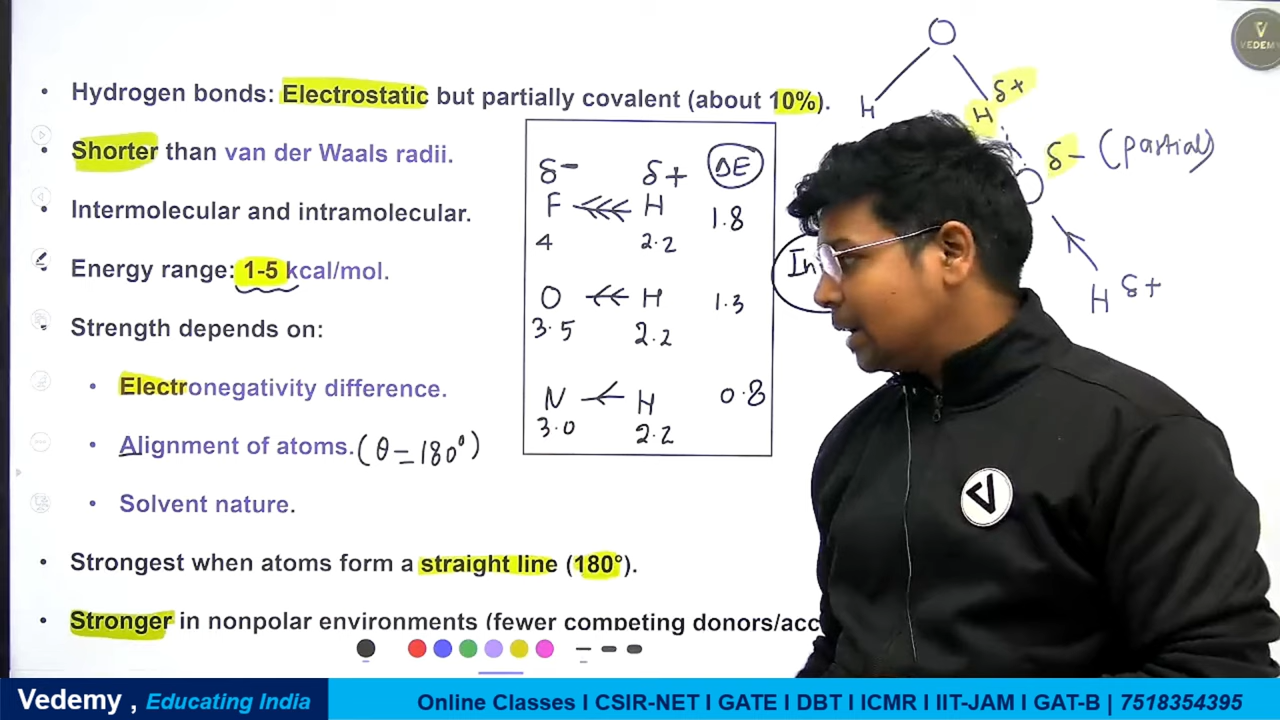 • Hydrogen bonds: Electrostatic but partially covalent (about 10%).
• Shorter than van der Waals radii.
• Intermolecular and intramolecular.
• Energy range: 1-5 kcal/mol.
• Strength depends on:
• Electronegativity difference.
• Alignment of atoms. (θ = 180°)
• Solvent nature.
• Strongest when atoms form a straight line (180°).
• Stronger in nonpolar environments (fewer competing donors/acc
δ- δ+ ΔE
F H 1.8
4 2.2
O H 1.3
3.5 2.2
N H 0.8
3.0 2.2
O
H H δ+
δ- (partial)
O
H δ+
V
VEDEMY
Vedemy , Educating India
Online Classes I CSIR-NET I GATE I DBT I ICMR I IIT-JAM I GAT-B | 7518354395